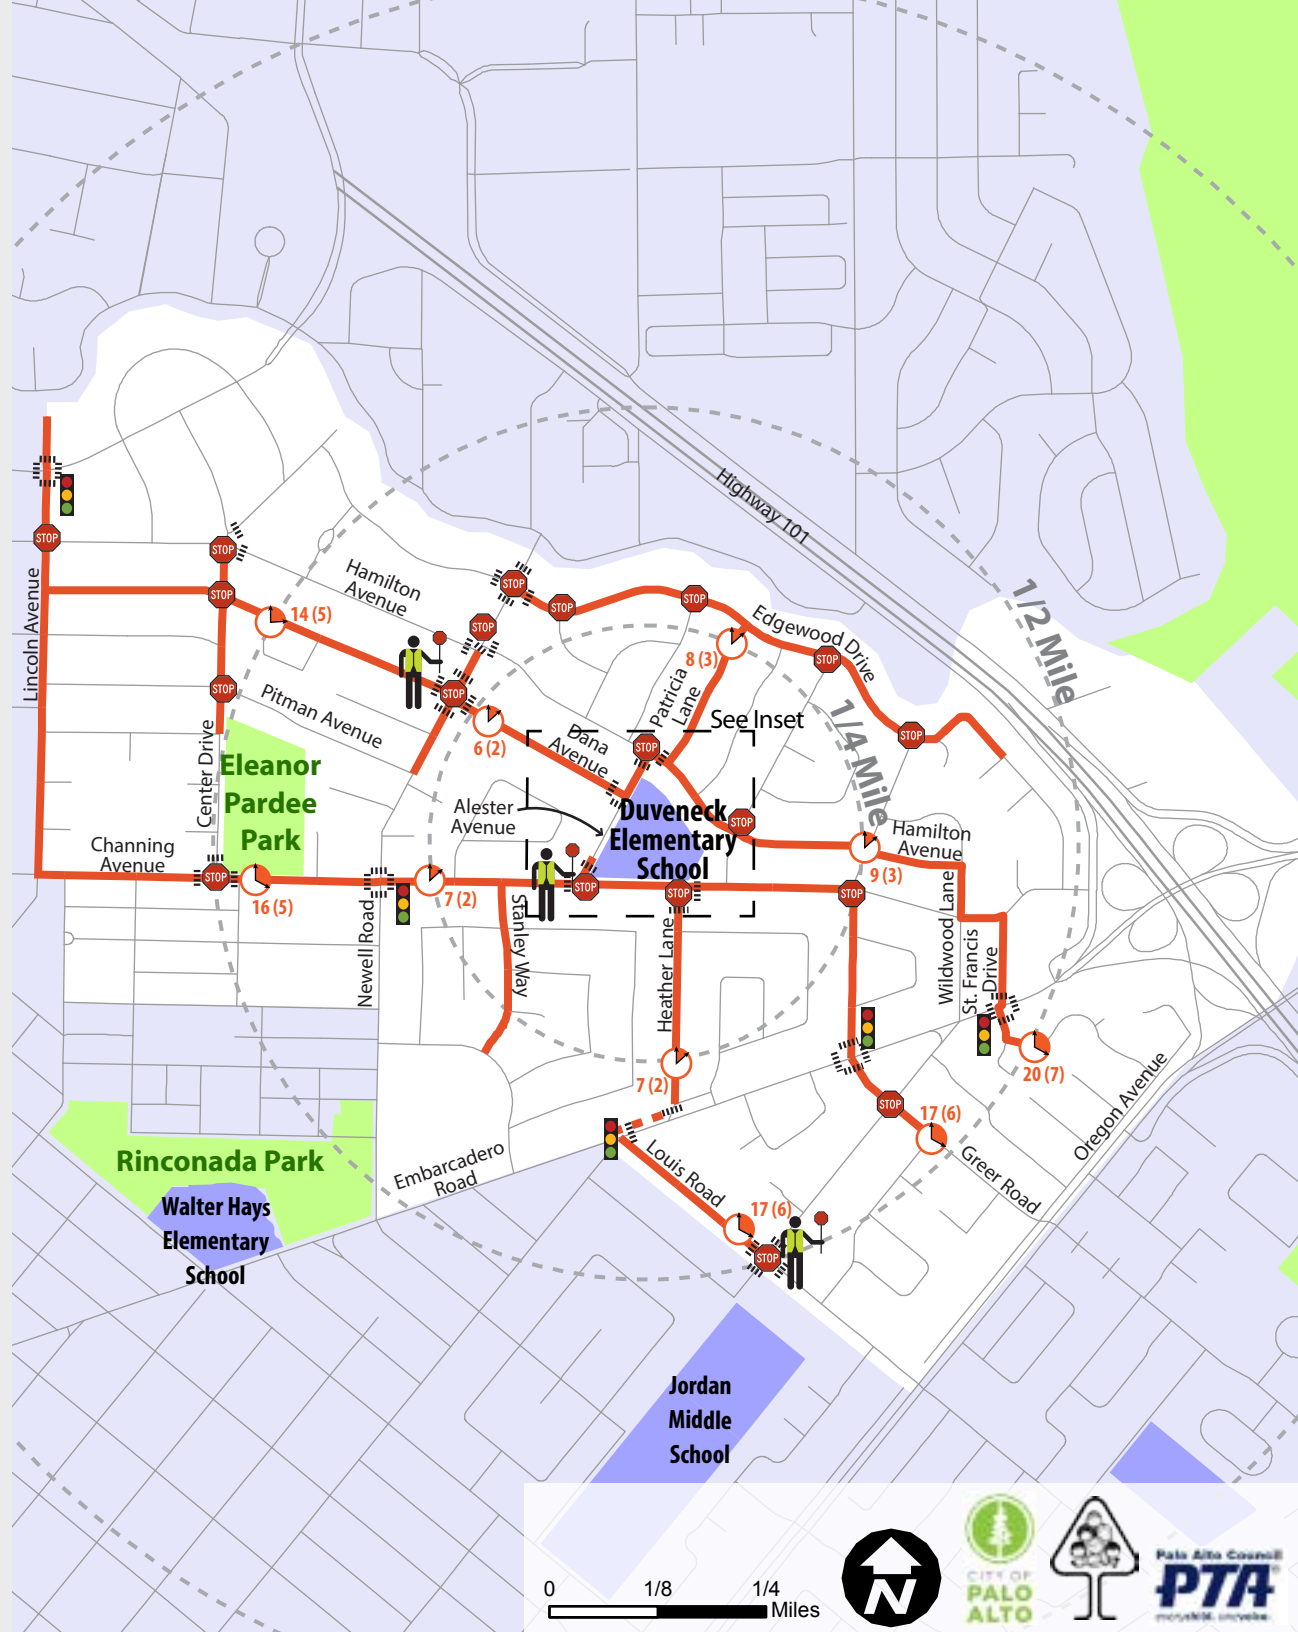 Highway 101
1/2 Mile
STOP
STOP
STOP
STOP
STOP
STOP
STOP
Hamilton
Avenue
14 (5)
STOP
STOP
Edgewood Drive
8 (3)
STOP
Lincoln Avenue
Patricia
Lane
STOP
STOP
Pitman Avenue
1/4 Mile
See Inset
6 (2)
Dana
Avenue
STOP
STOP
Center Drive
Eleanor
Pardee
Park
Alester
Avenue
Duveneck
Elementary
School
STOP
Hamilton
Avenue
9 (3)
Channing
Avenue
STOP
16 (5)
7 (2)
STOP
STOP
STOP
Newell Road
Stanley Way
Heather Lane
Wildwood Lane
St. Francis
Drive
20 (7)
7 (2)
STOP
17 (6)
Oregon Avenue
Greer Road
Rinconada Park
Embarcadero
Road
Louis Road
17 (6)
STOP
Walter Hays
Elementary
School
Jordan
Middle
School
0 1/8 1/4
Miles
N
CITY OF
PALO
ALTO
Palo Alto Council
PTA
everychild. onevoice.